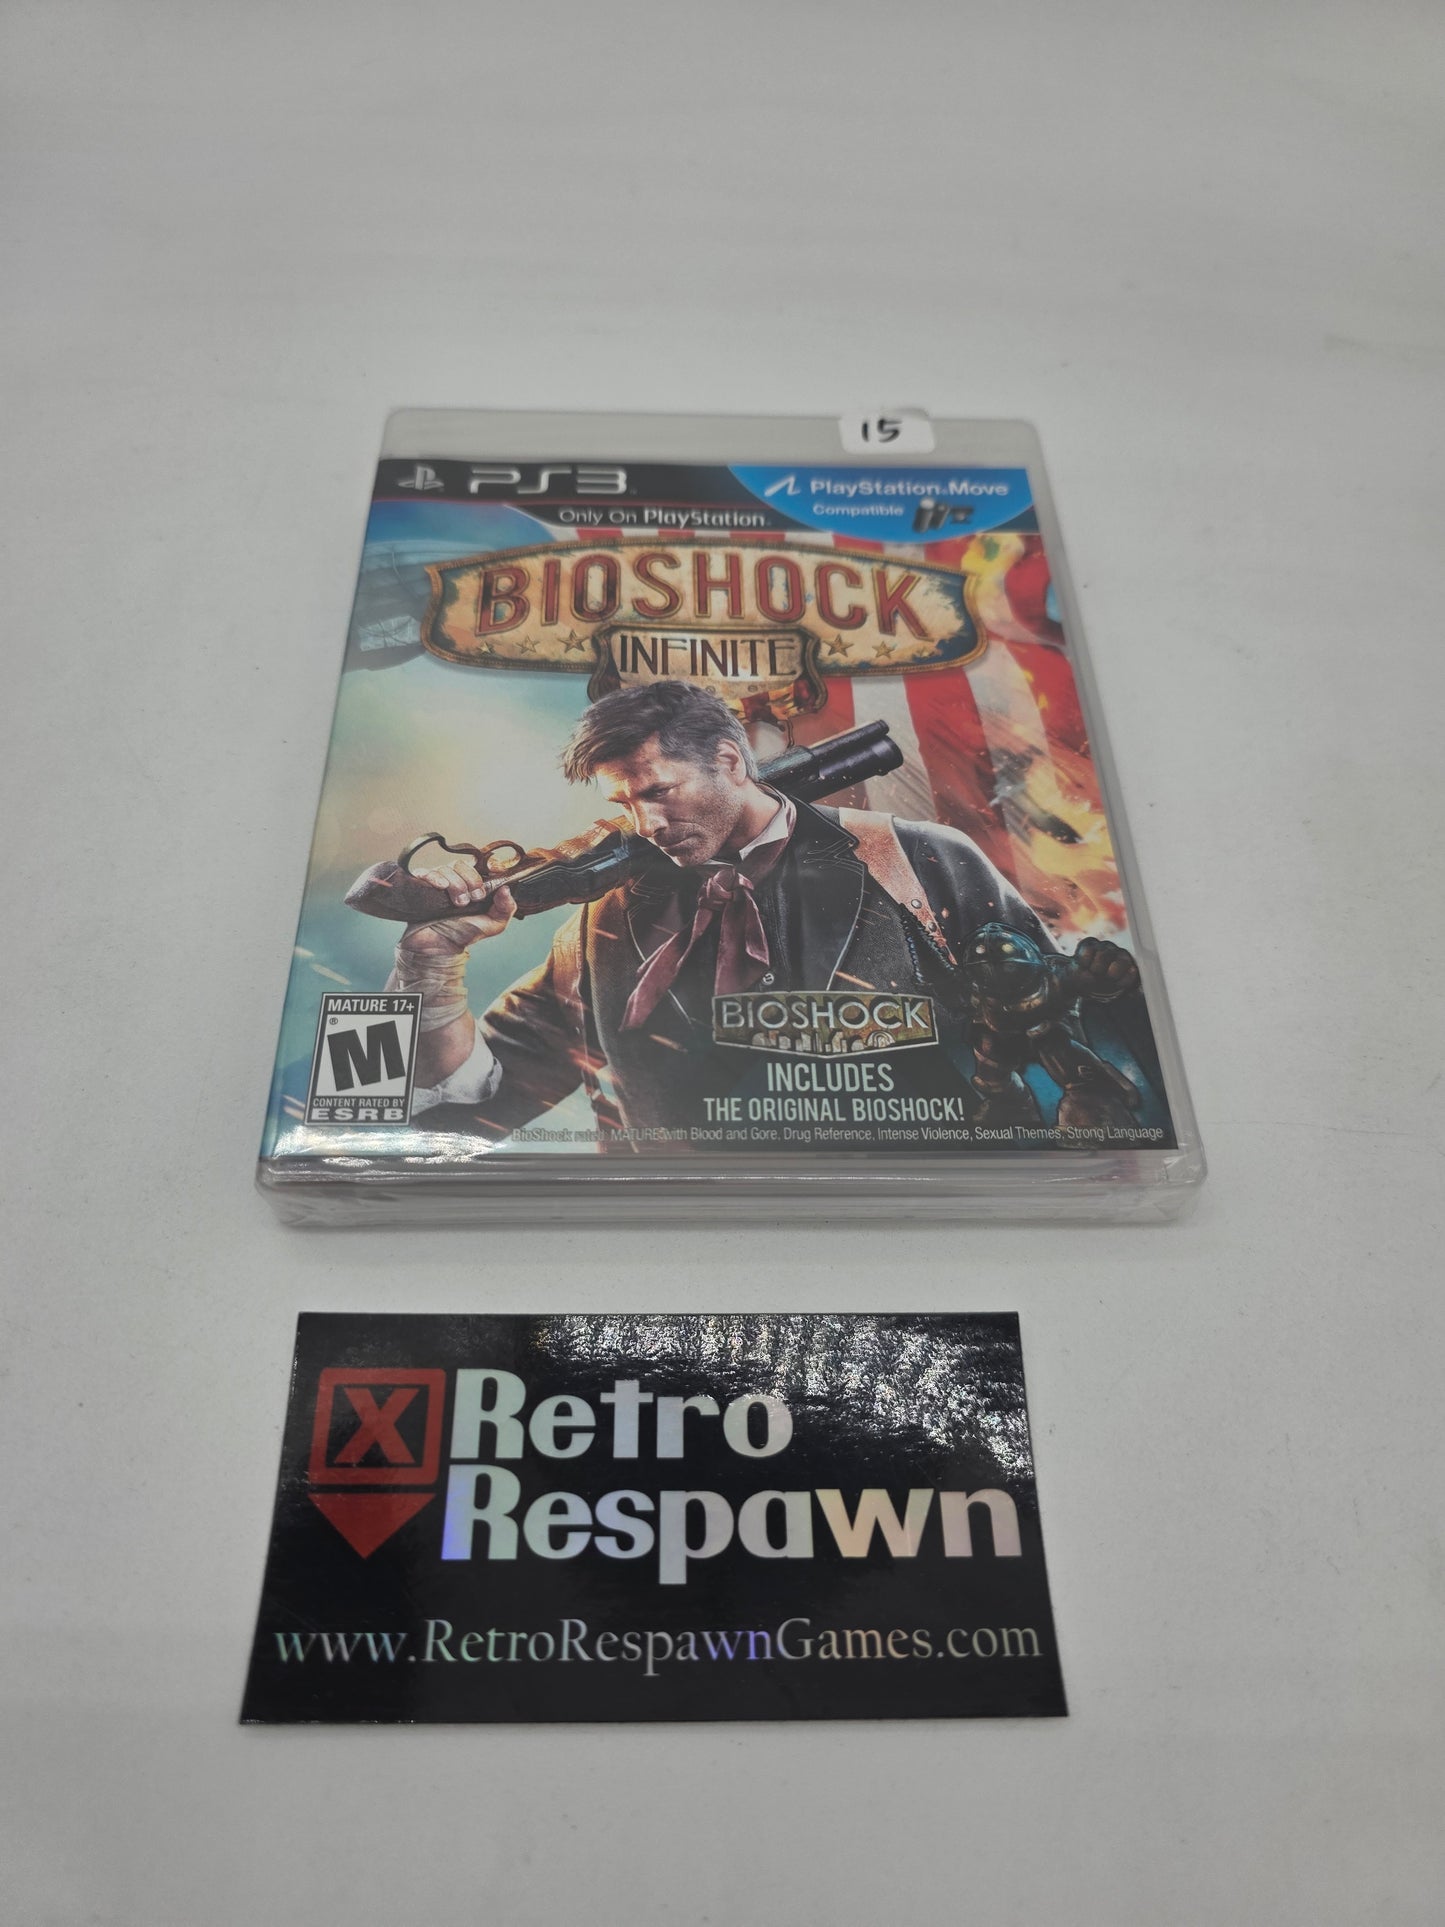 15
PS3
PlayStation®Move
Compatible
Only On PlayStation®
BIOSHOCK
INFINITE
MATURE 17+
M
®
CONTENT RATED BY
ESRB
BIOSHOCK
INCLUDES
THE ORIGINAL BIOSHOCK!
BioShock rated: MATURE with Blood and Gore, Drug Reference, Intense Violence, Sexual Themes, Strong Language
X
Retro
Respawn
www.RetroRespawnGames.com